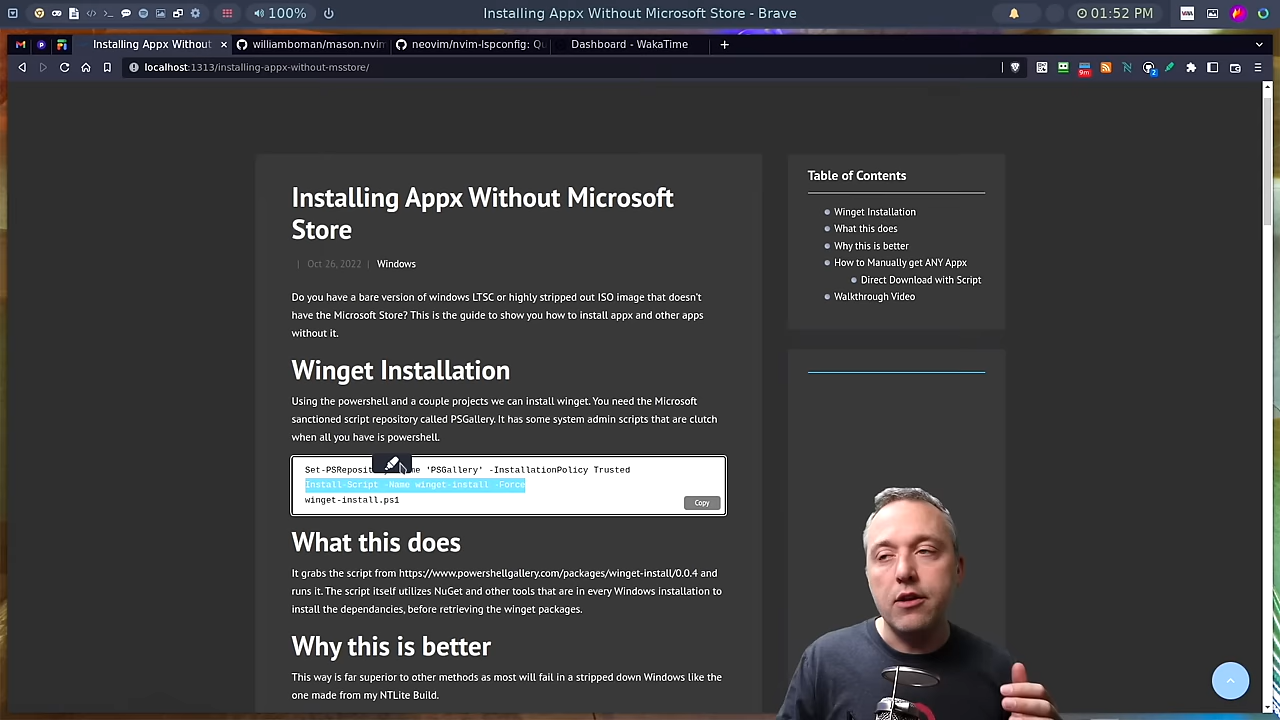 100%
Installing Appx Without Microsoft Store - Brave
01:52 PM
Installing Appx Without
williamboman/mason.nvim
neovim/nvim-lspconfig: Qu
Dashboard - WakaTime
localhost:1313/installing-appx-without-msstore/
9m
2
Installing Appx Without Microsoft
Store
| Oct 26, 2022 | Windows
Do you have a bare version of windows LTSC or highly stripped out ISO image that doesn't
have the Microsoft Store? This is the guide to show you how to install appx and other apps
without it.
Winget Installation
Using the powershell and a couple projects we can install winget. You need the Microsoft
sanctioned script repository called PSGallery. It has some system admin scripts that are clutch
when all you have is powershell.
Set-PSReposit 'PSGallery' -InstallationPolicy Trusted
Install-Script -Name winget-install -Force
winget-install.ps1
Copy
What this does
It grabs the script from https://www.powershellgallery.com/packages/winget-install/0.0.4 and
runs it. The script itself utilizes NuGet and other tools that are in every Windows installation to
install the dependancies, before retrieving the winget packages.
Why this is better
This way is far superior to other methods as most will fail in a stripped down Windows like the
one made from my NTLite Build.
Table of Contents
Winget Installation
What this does
Why this is better
How to Manually get ANY Appx
Direct Download with Script
Walkthrough Video